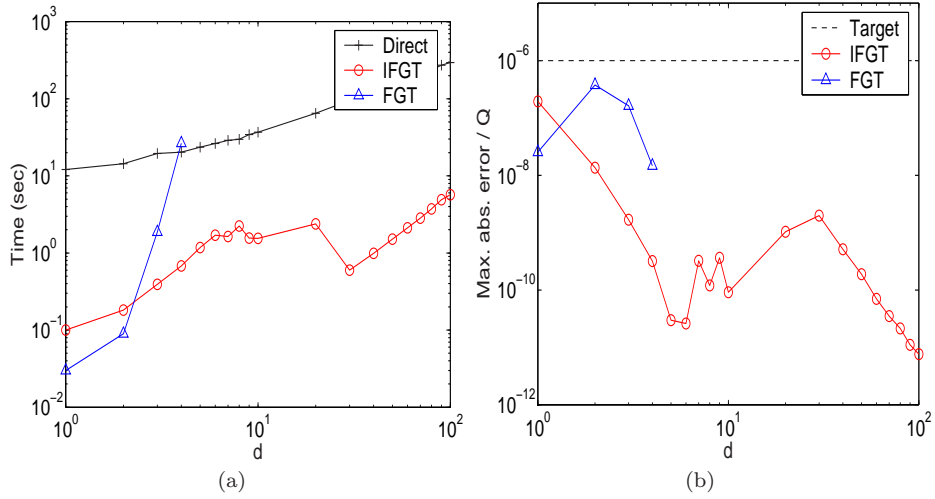 10^3
10^2
10^1
10^0
10^-1
10^-2
Time (sec)
10^0
10^1
10^2
d
Direct
IFGT
FGT
(a)
10^-6
10^-8
10^-10
10^-12
Max. abs. error / Q
10^0
10^1
10^2
d
Target
IFGT
FGT
(b)